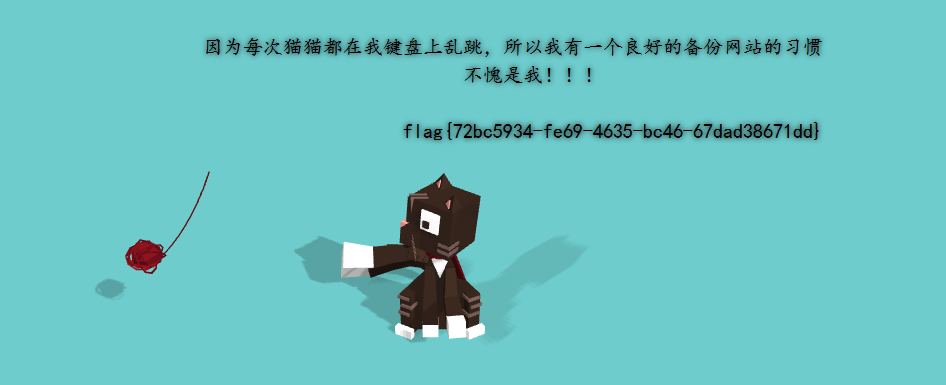 因为每次猫猫都在我键盘上乱跳，所以我有一个良好的备份网站的习惯
不愧是我！！！
flag{72bc5934-fe69-4635-bc46-67dad38671dd}